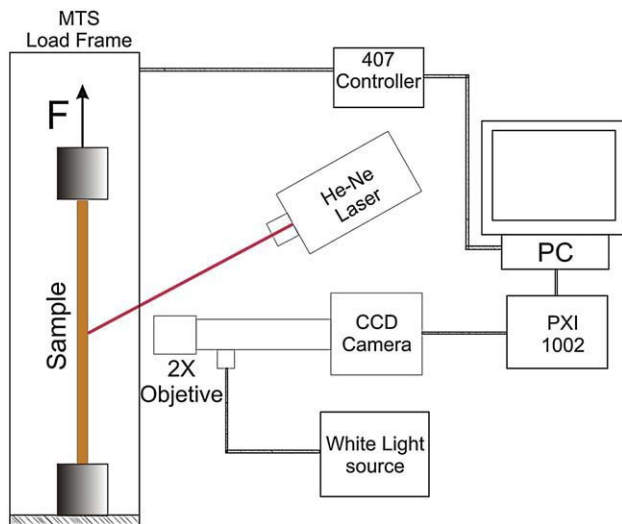 MTS
Load Frame
F
Sample
407
Controller
He-Ne
Laser
PC
CCD
Camera
PXI
1002
2X
Objetive
White Light
source